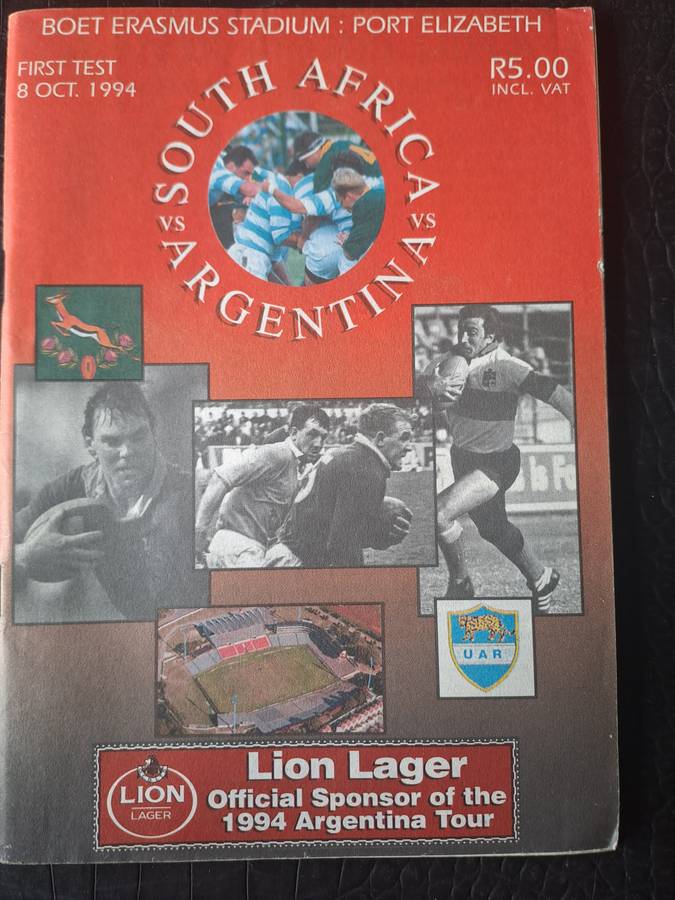 BOET ERASMUS STADIUM : PORT ELIZABETH
FIRST TEST
8 OCT. 1994
R5.00
INCL. VAT
SOUTH AFRICA
VS VS
ARGENTINA
UAR
LION
LAGER
Lion Lager
Official Sponsor of the
1994 Argentina Tour